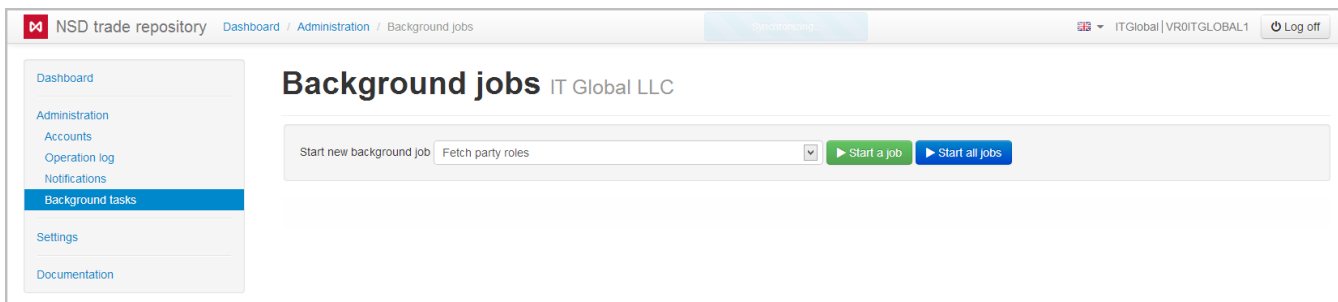 NSD trade repository Dashboard / Administration / Background jobs ITGlobal | VR0ITGLOBAL1 Log off
Dashboard
Background jobs IT Global LLC
Administration
Accounts
Start new background job Fetch party roles Start a job Start all jobs
Operation log
Notifications
Background tasks
Settings
Documentation